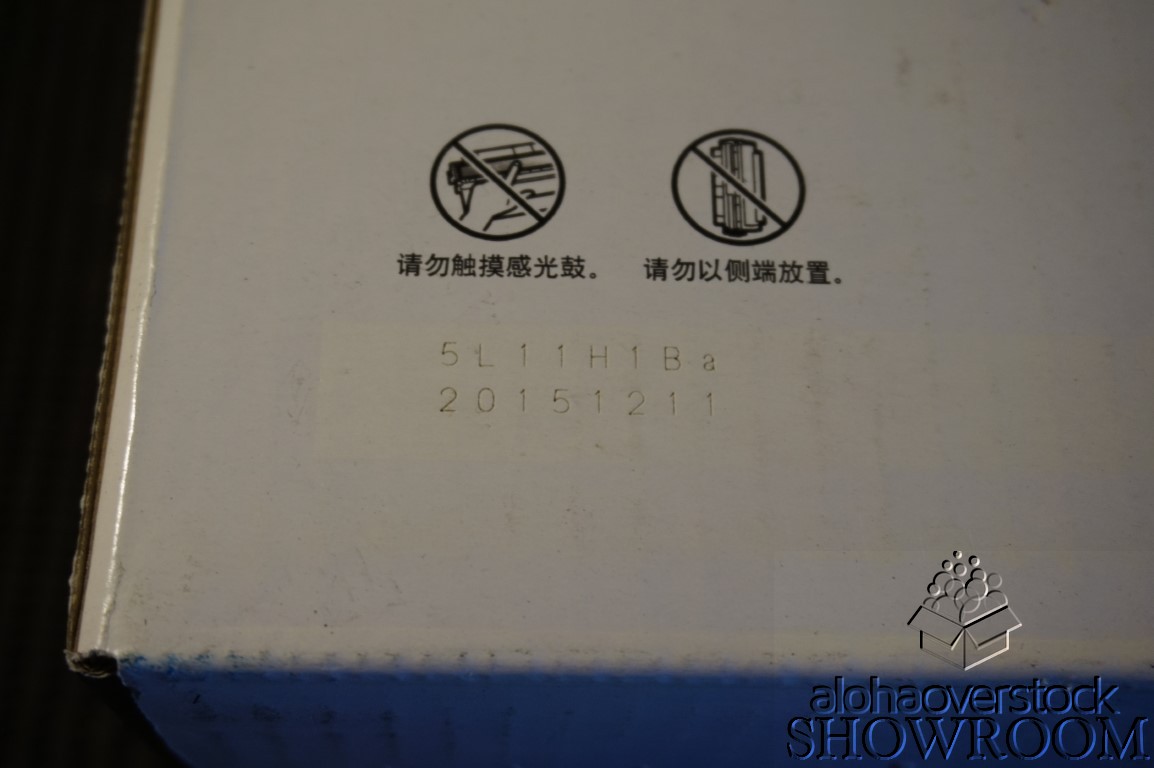 请勿触摸感光鼓。
请勿以侧端放置。
5L11H1Ba
20151211
alohaoverstock
SHOWROOM